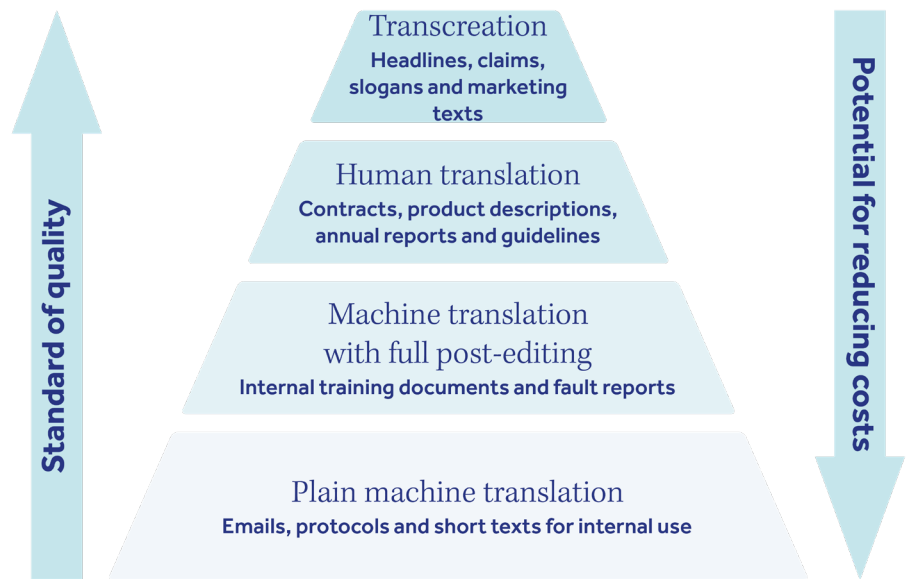 Transcreation
Headlines, claims,
slogans and marketing
texts
Human translation
Contracts, product descriptions,
annual reports and guidelines
Machine translation
with full post-editing
Internal training documents and fault reports
Plain machine translation
Emails, protocols and short texts for internal use
Standard of quality
Potential for reducing costs